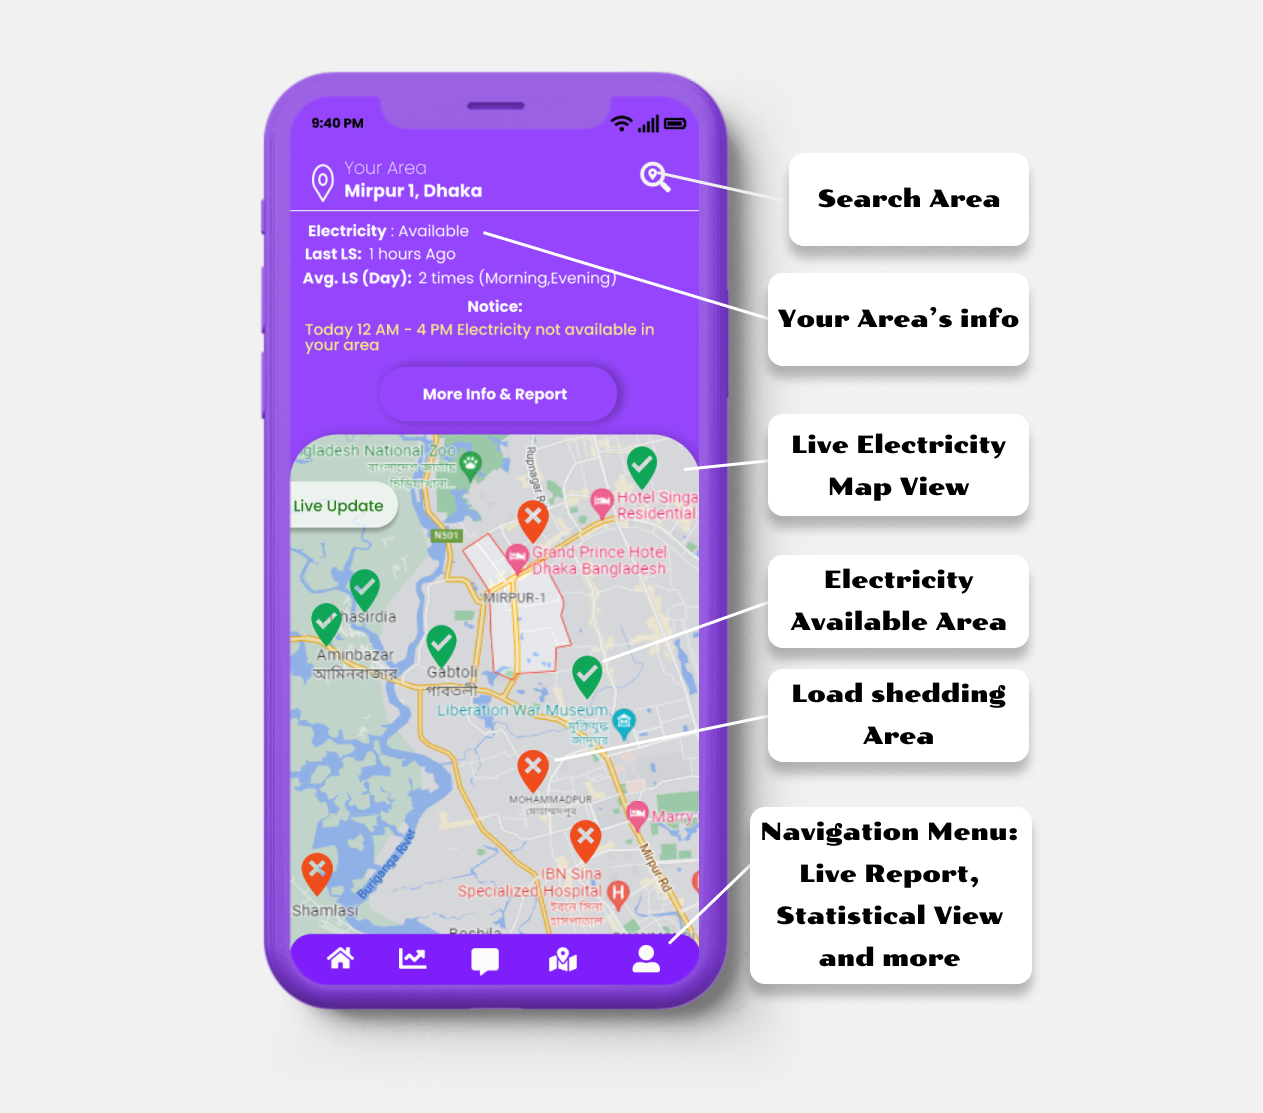 9:40 PM
Your Area
Mirpur 1, Dhaka
Electricity : Available
Last LS: 1 hours Ago
Avg. LS (Day): 2 times (Morning,Evening)
Notice:
Today 12 AM - 4 PM Electricity not available in
your area
More Info & Report
Search Area
Your Area's info
Live Electricity
Map View
Electricity
Available Area
Load shedding
Area
Navigation Menu:
Live Report,
Statistical View
and more
gladesh National Zoo
বাংলাদেশ জাতীয়
চিড়িয়াখানা...
Live Update
Rupnagar R
Hotel Singa
Residential
N501
Grand Prince Hotel
Dhaka Bangladesh
MIRPUR-1
hasirdia
Aminbazar
আমিনবাজার
Gabtoli
গাবতলী
Liberation War Museum
মুক্তিযুদ্ধ
জাদুঘর
MOHAMMADPUR
মোহাম্মদপুর
Marry
Mirpur Rd
Buriganga River
IBN Sina
Specialized Hospital
ইবনে সিনা
হাসপাতাল
H
Shamlasi